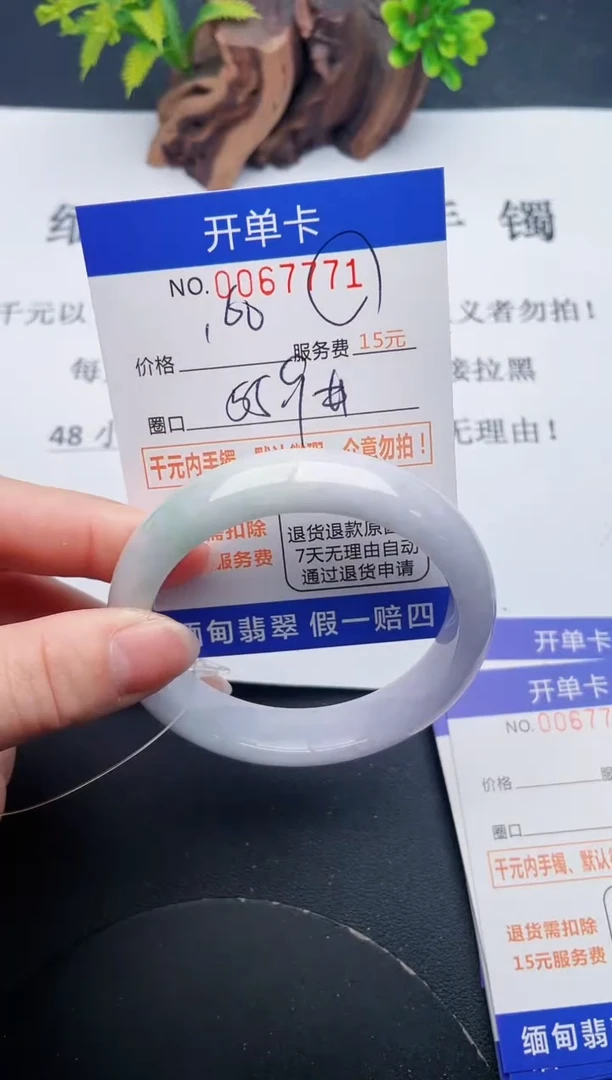 镯
开单卡
NO.0067771
千元以
义者勿拍！
价格
服务费 15元
每
接拉黑
圈口
48 小
无理由！
千元内手镯、默认 介意勿拍！
需扣除
服务费
退货退款原
7天无理由自动
通过退货申请
缅甸翡翠 假一赔四
开单卡
开单卡
NO.00677
价格
圈口
千元内手镯、默认
退货需扣除
15元服务费
缅甸翡